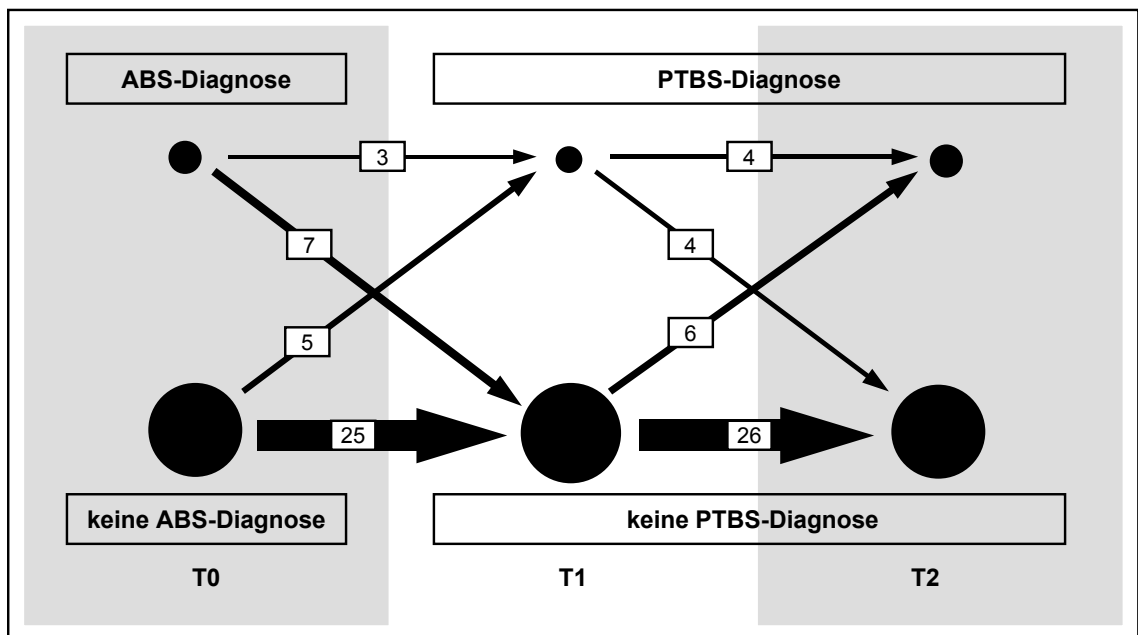 ABS-Diagnose
PTBS-Diagnose
3
4
7
4
5
6
25
26
keine ABS-Diagnose
keine PTBS-Diagnose
T0
T1
T2